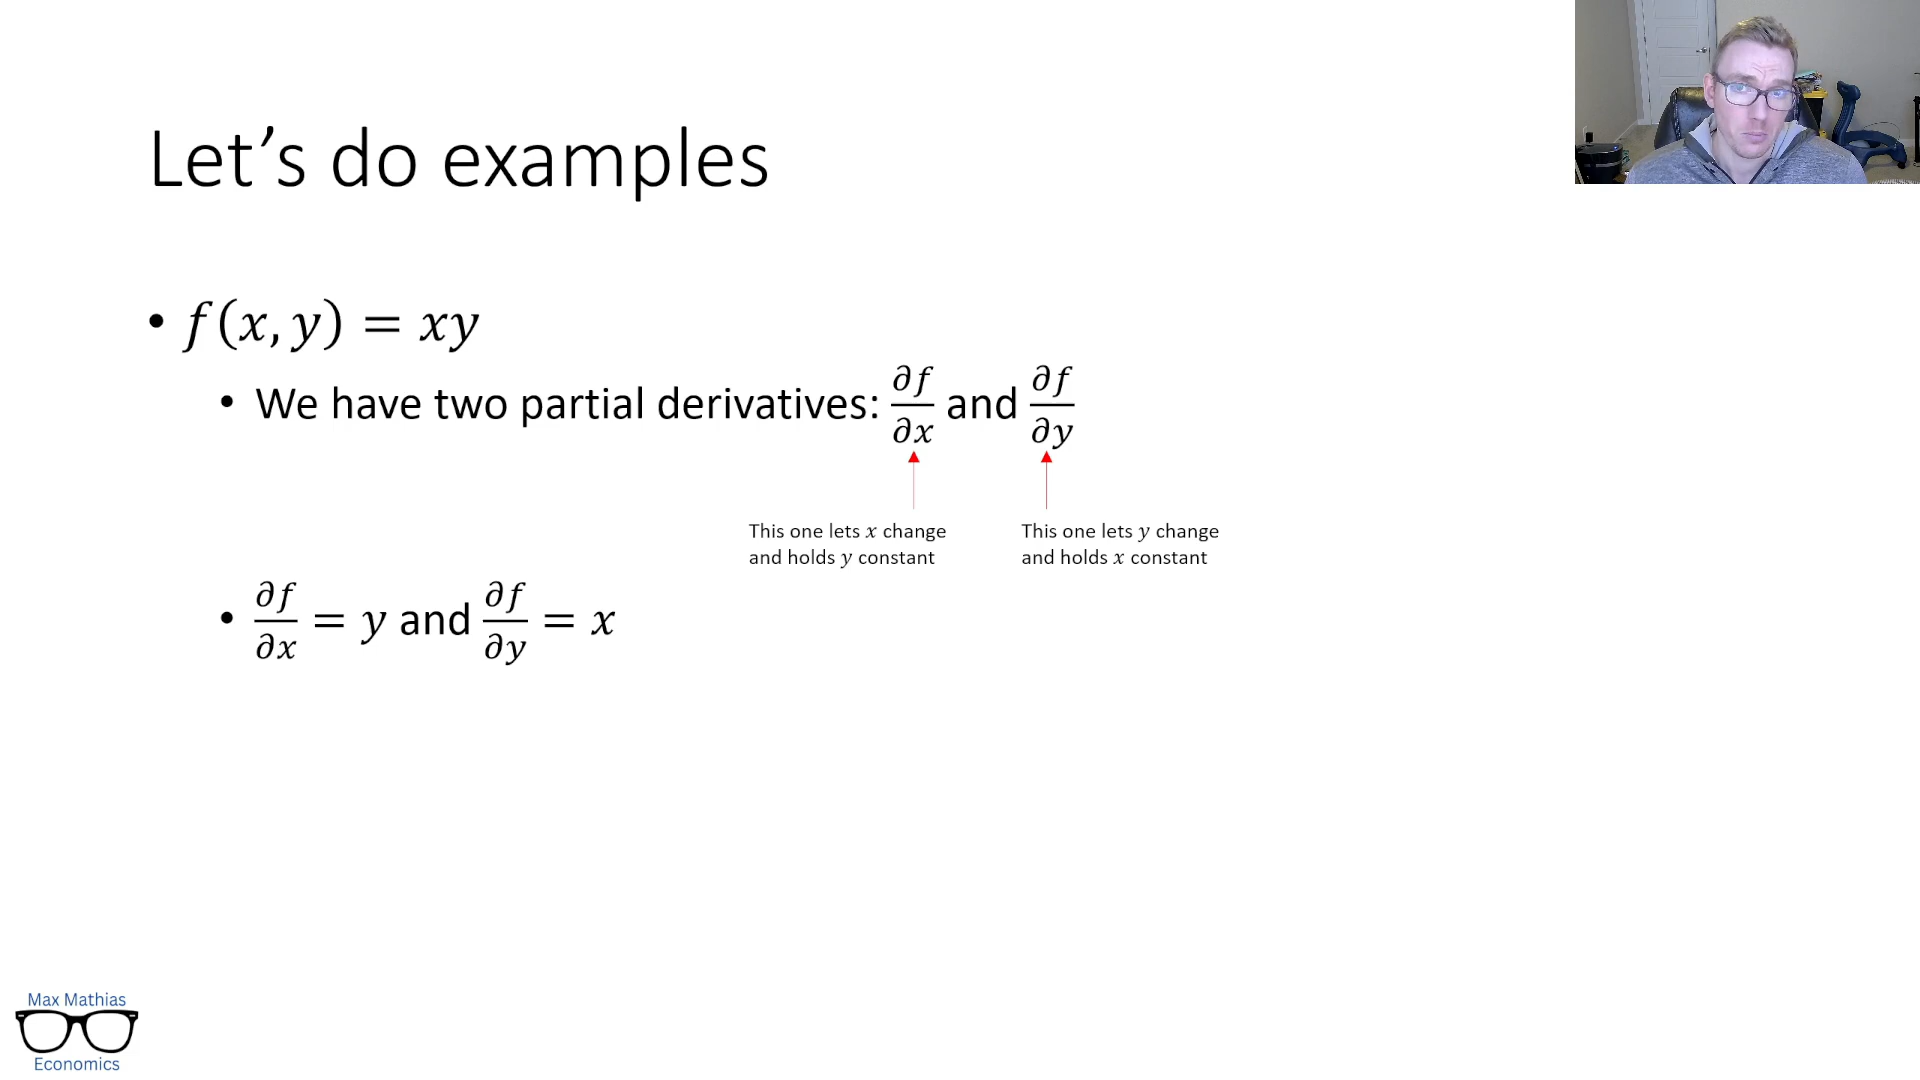 Let’s do examples
• 𝑓(𝑥, 𝑦) = 𝑥𝑦
• We have two partial derivatives: ∂𝑓/∂𝑥 and ∂𝑓/∂𝑦
This one lets 𝑥 change
and holds 𝑦 constant
This one lets 𝑦 change
and holds 𝑥 constant
• ∂𝑓/∂𝑥 = 𝑦 and ∂𝑓/∂𝑦 = 𝑥
Max Mathias
Economics